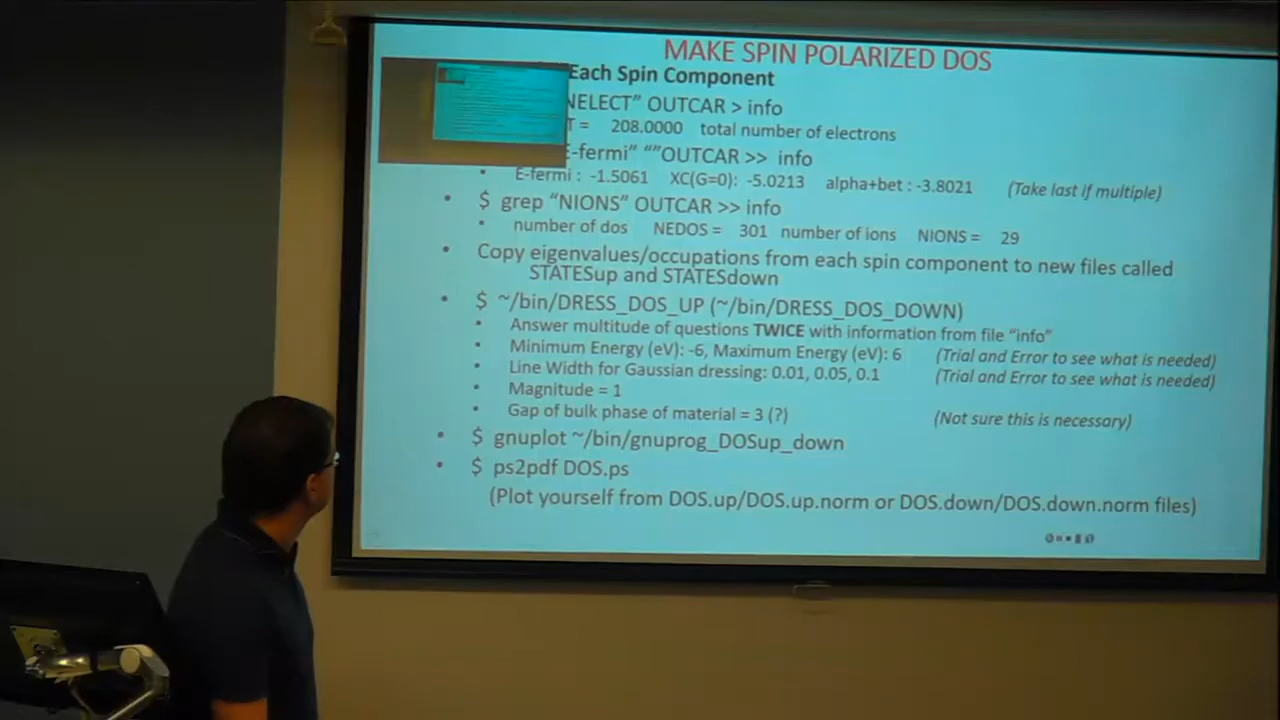 MAKE SPIN POLARIZED DOS
Each Spin Component
NELECT” OUTCAR > info
T = 208.0000 total number of electrons
E-fermi” “”OUTCAR >> info
• E-fermi : -1.5061 XC(G=0): -5.0213 alpha+bet : -3.8021 (Take last if multiple)
• $ grep “NIONS” OUTCAR >> info
• number of dos NEDOS = 301 number of ions NIONS = 29
• Copy eigenvalues/occupations from each spin component to new files called
STATESup and STATESdown
• $ ~/bin/DRESS_DOS_UP (~/bin/DRESS_DOS_DOWN)
• Answer multitude of questions TWICE with information from file “info”
• Minimum Energy (eV): -6, Maximum Energy (eV): 6 (Trial and Error to see what is needed)
• Line Width for Gaussian dressing: 0.01, 0.05, 0.1 (Trial and Error to see what is needed)
• Magnitude = 1
• Gap of bulk phase of material = 3 (?) (Not sure this is necessary)
• $ gnuplot ~/bin/gnuprog_DOSup_down
• $ ps2pdf DOS.ps
(Plot yourself from DOS.up/DOS.up.norm or DOS.down/DOS.down.norm files)